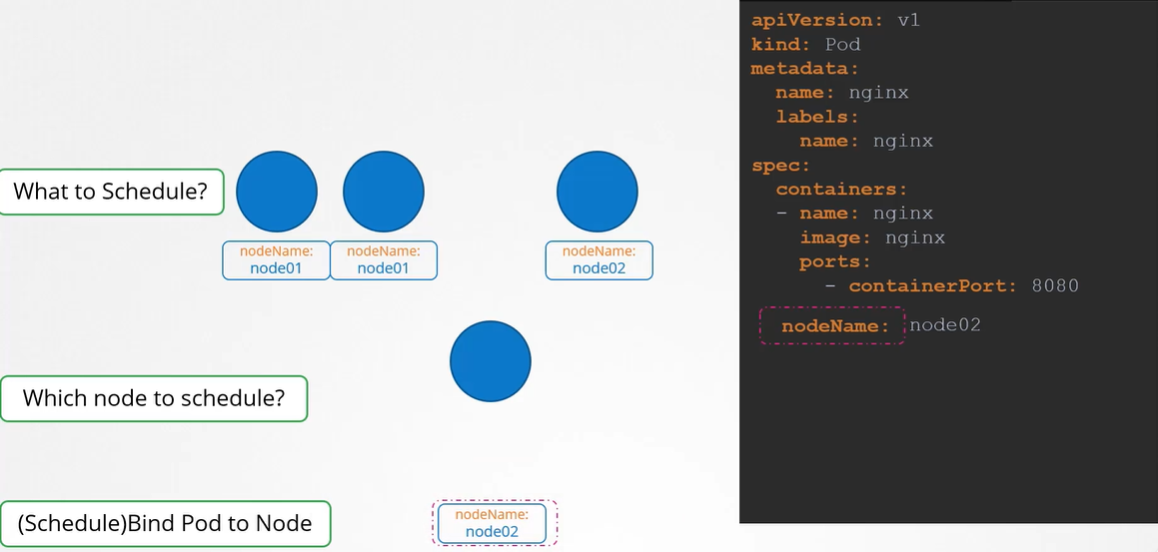 What to Schedule?
nodeName:
node01
nodeName:
node01
nodeName:
node02
Which node to schedule?
(Schedule)Bind Pod to Node
nodeName:
node02
apiVersion: v1
kind: Pod
metadata:
  name: nginx
  labels:
    name: nginx
spec:
  containers:
  - name: nginx
    image: nginx
    ports:
      - containerPort: 8080
  nodeName: node02